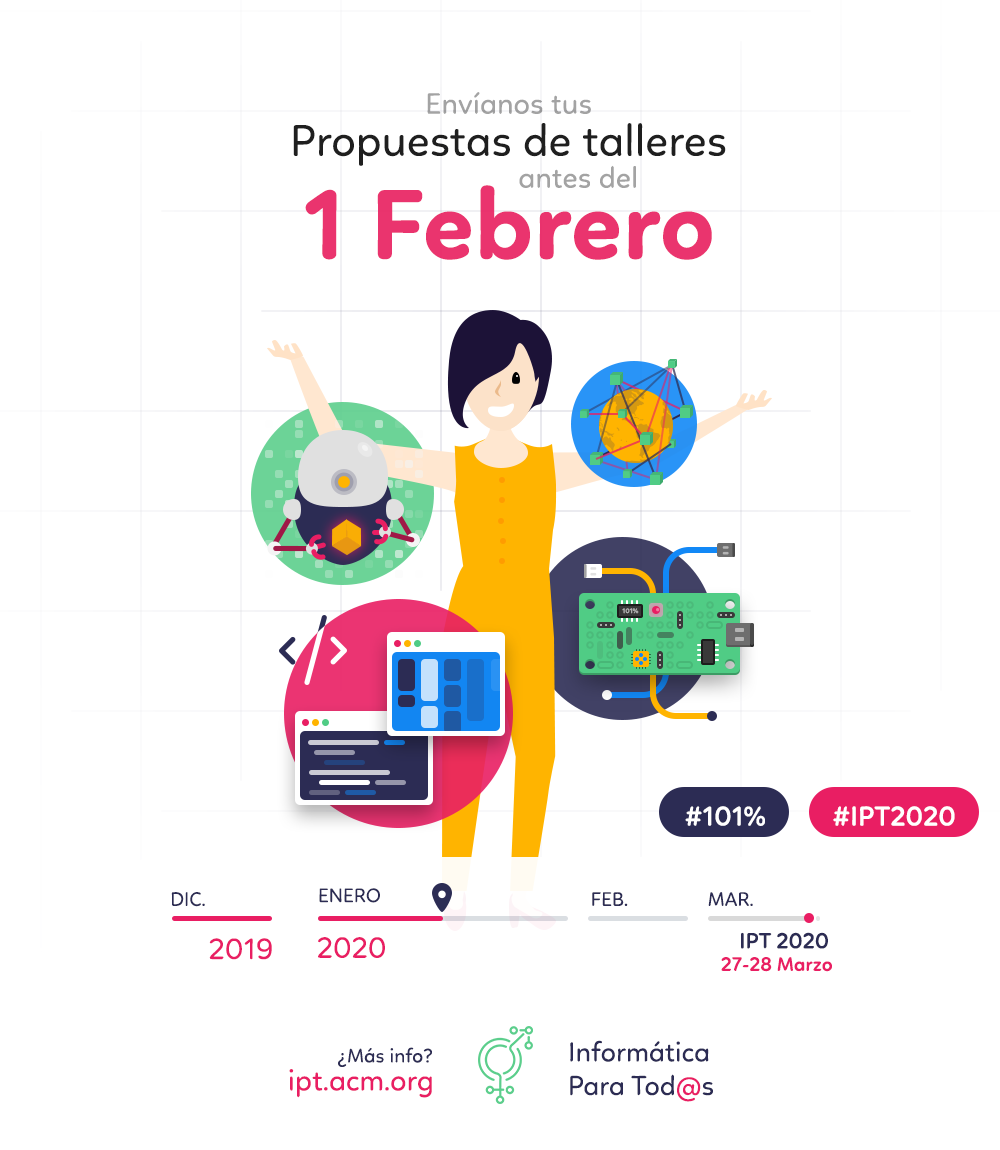 Envíanos tus
Propuestas de talleres
antes del
1 Febrero
101%
#101%
#IPT2020
DIC.
ENERO
FEB.
MAR.
2019
2020
IPT 2020
27-28 Marzo
¿Más info?
ipt.acm.org
Informática
Para Tod@s